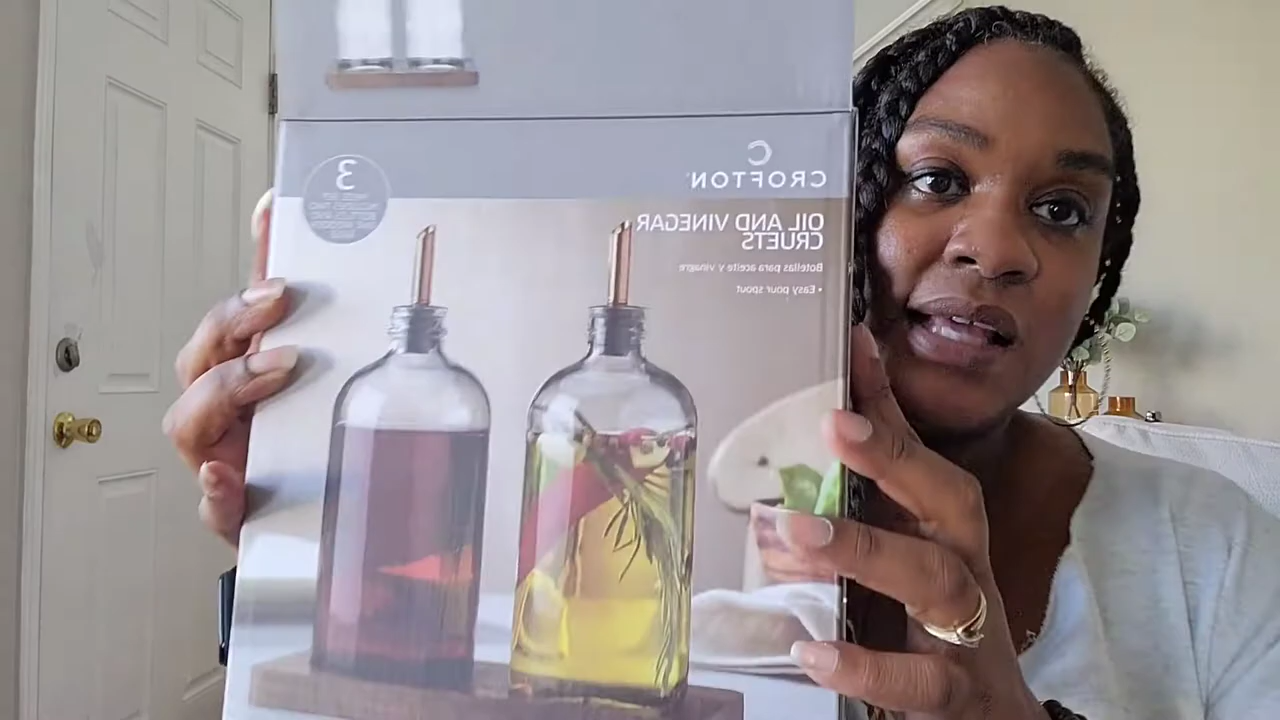 C
CROFTON
OIL AND VINEGAR
CRUETS
Botellas para aceite y vinagre
• Easy pour spout
3